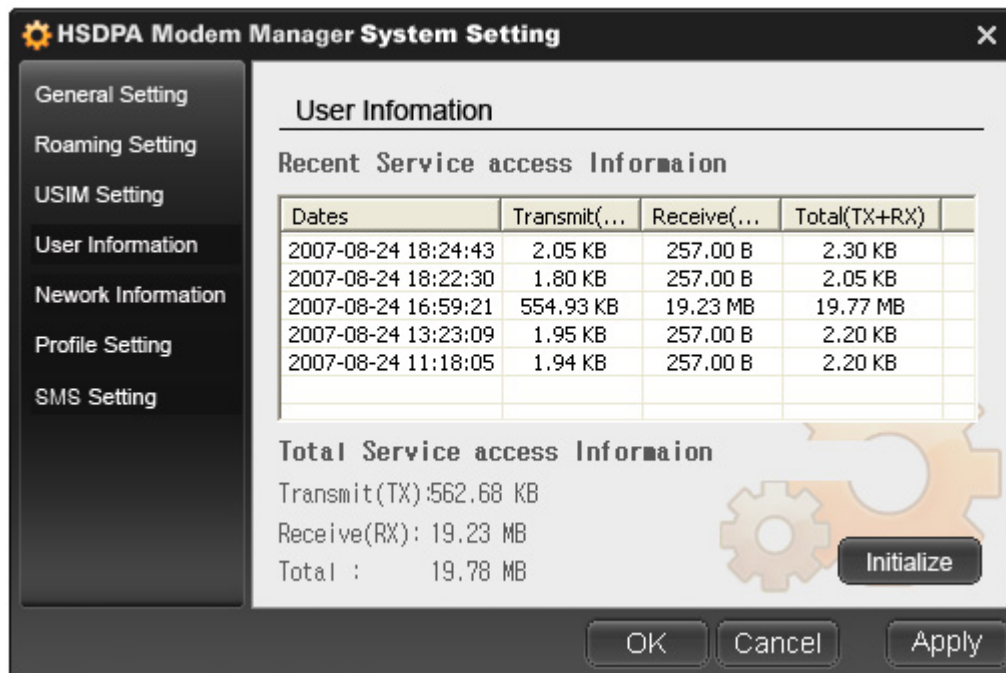 HSDPA Modem Manager System Setting
General Setting
Roaming Setting
USIM Setting
User Information
Nework Information
Profile Setting
SMS Setting
User Infomation
Recent Service access Informaion
Dates Transmit(... Receive(... Total(TX+RX)
2007-08-24 18:24:43 2.05 KB 257.00 B 2.30 KB
2007-08-24 18:22:30 1.80 KB 257.00 B 2.05 KB
2007-08-24 16:59:21 554.93 KB 19.23 MB 19.77 MB
2007-08-24 13:23:09 1.95 KB 257.00 B 2.20 KB
2007-08-24 11:18:05 1.94 KB 257.00 B 2.20 KB
Total Service access Informaion
Transmit(TX):562.68 KB
Receive(RX): 19.23 MB
Total : 19.78 MB
Initialize
OK Cancel Apply